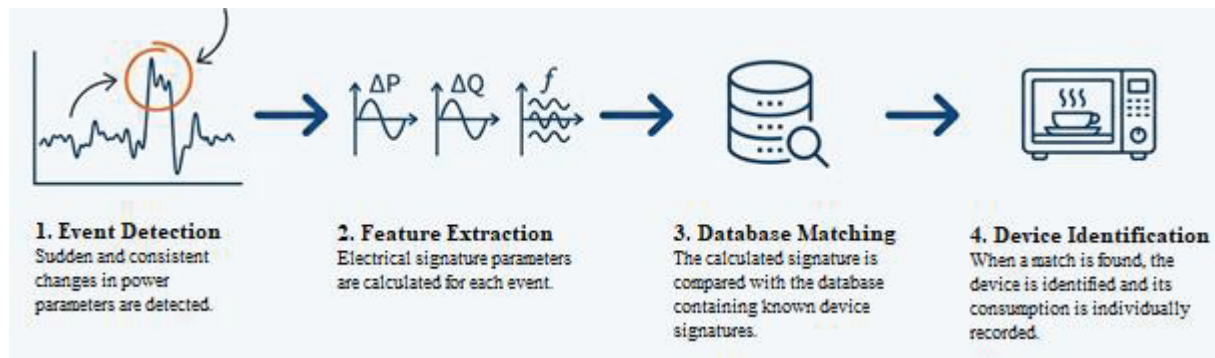 ΔP
ΔQ
f
1. Event Detection
Sudden and consistent
changes in power
parameters are detected.
2. Feature Extraction
Electrical signature parameters
are calculated for each event.
3. Database Matching
The calculated signature is
compared with the database
containing known device
signatures.
4. Device Identification
When a match is found, the
device is identified and its
consumption is individually
recorded.